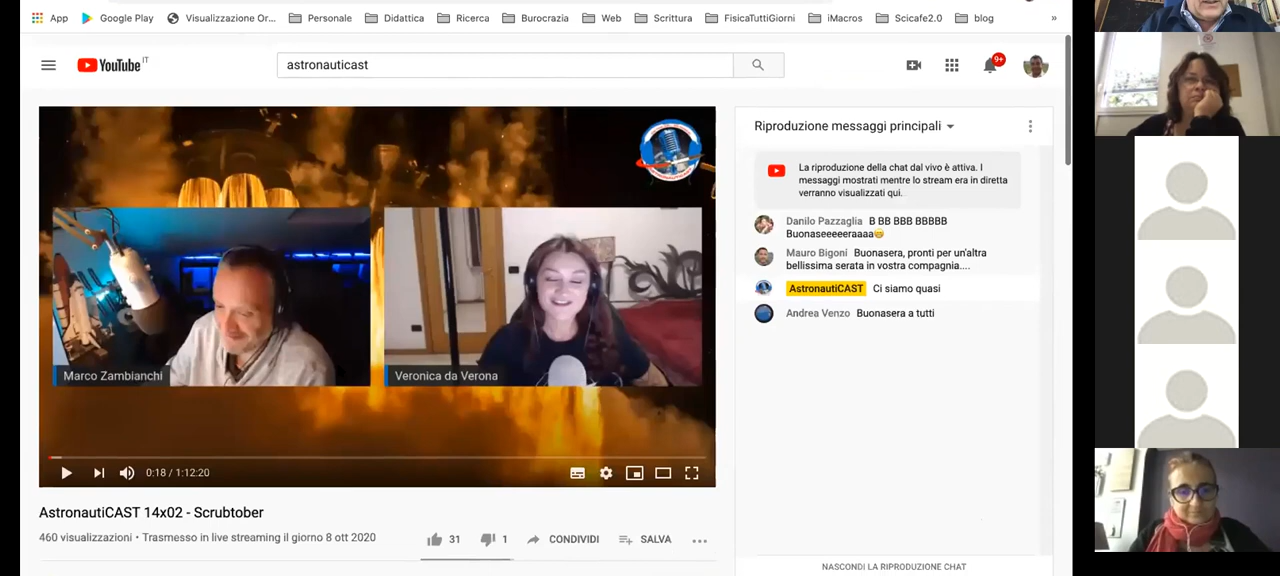 App Google Play Visualizzazione Or... Personale Didattica Ricerca Burocrazia Web Scrittura FisicaTuttiGiorni iMacros Scicafe2.0 blog »
YouTube IT
astronauticast
9+
Riproduzione messaggi principali
La riproduzione della chat dal vivo è attiva. I
messaggi mostrati mentre lo stream era in diretta
verranno visualizzati qui.
Danilo Pazzaglia B BB BBB BBBBB
Buonaseeeeeraaaa
Mauro Bigoni Buonasera, pronti per un'altra
bellissima serata in vostra compagnia....
AstronautiCAST Ci siamo quasi
Andrea Venzo Buonasera a tutti
Marco Zambianchi
Veronica da Verona
0:18 / 1:12:20
AstronautiCAST 14x02 - Scrubtober
460 visualizzazioni • Trasmesso in live streaming il giorno 8 ott 2020
31 1 CONDIVIDI SALVA ...
NASCONDI LA RIPRODUZIONE CHAT